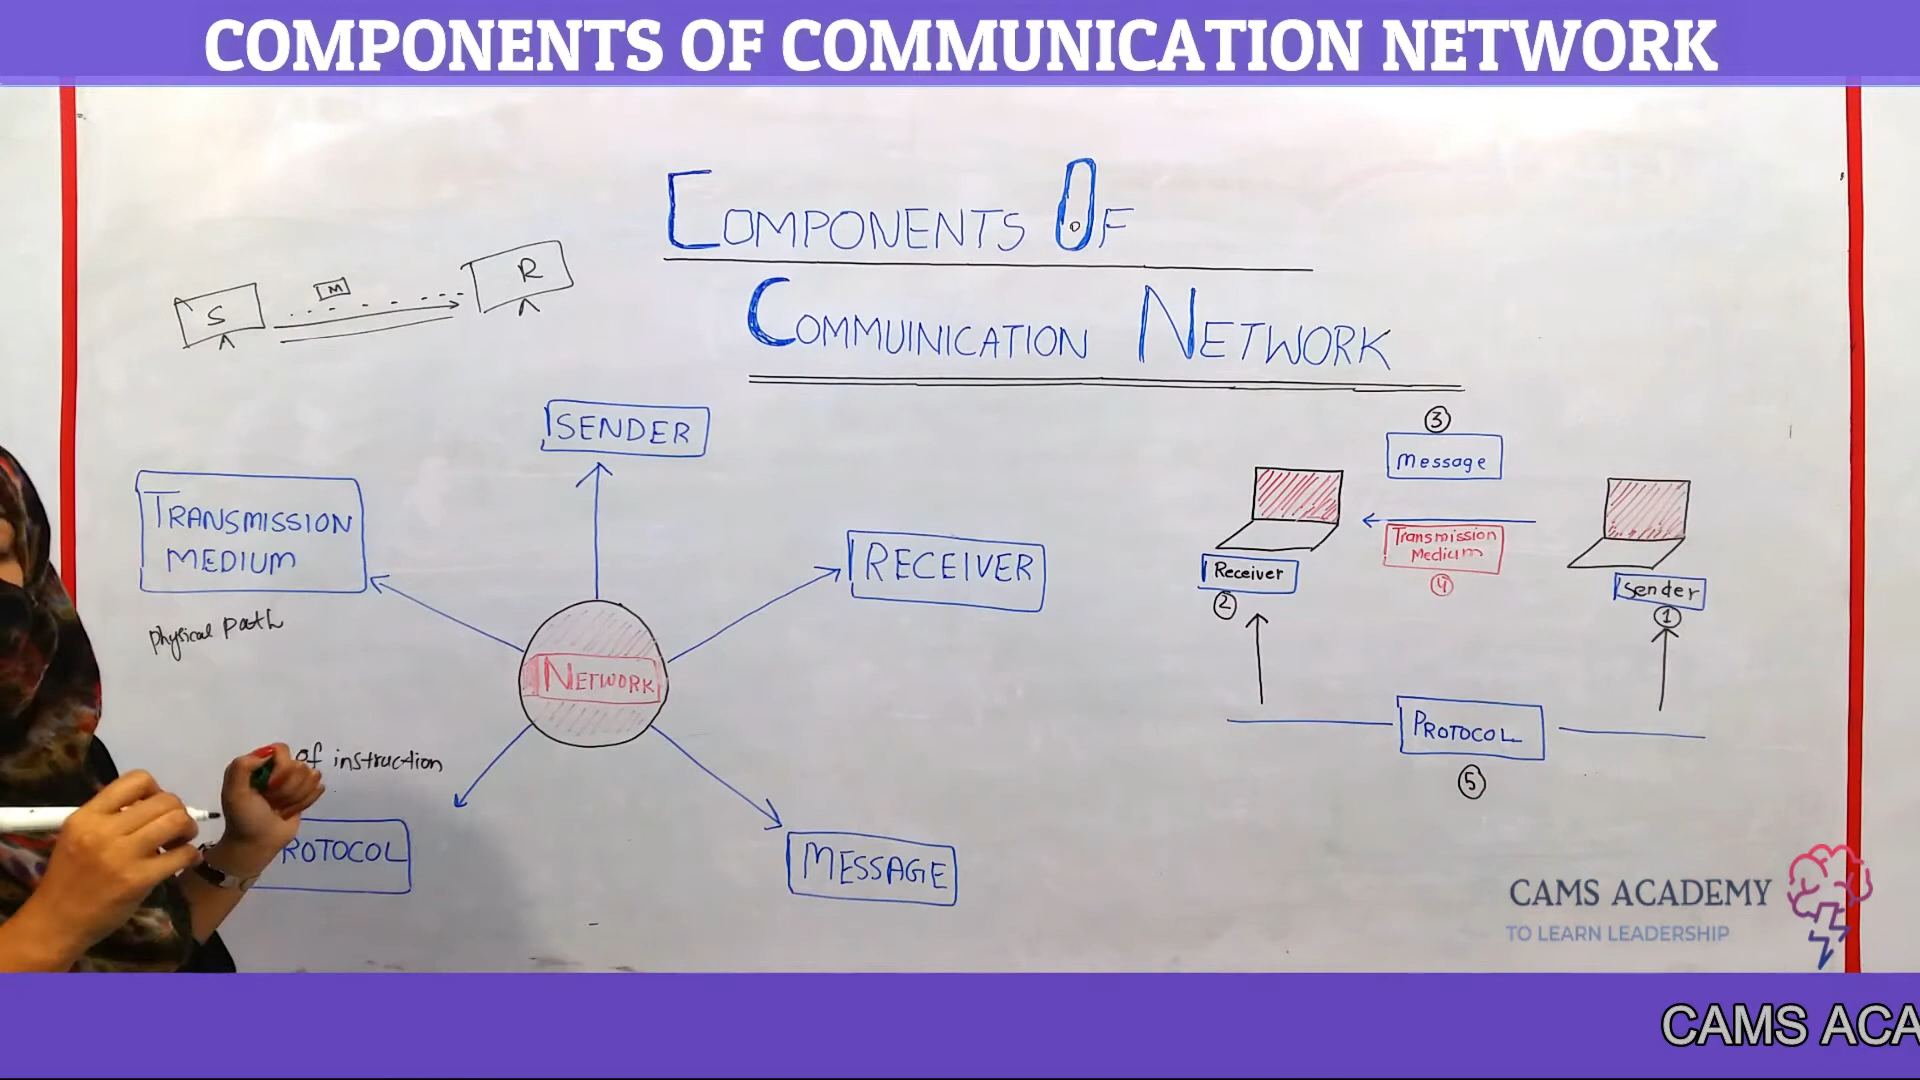 COMPONENTS OF COMMUNICATION NETWORK
COMPONENTS OF
COMMUINICATION NETWORK
S
M
R
SENDER
TRANSMISSION
MEDIUM
physical path
RECEIVER
NETWORK
of instruction
ROTOCOL
MESSAGE
3
Message
Transmission
Medium
4
Receiver
2
Sender
1
PROTOCOL
5
CAMS ACADEMY
TO LEARN LEADERSHIP
CAMS ACA